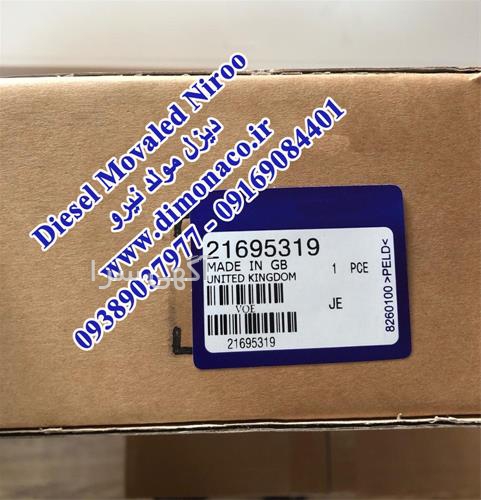 Diesel Movaled Niroo
دیزل مولد نیرو
www.dimonaco.ir
09389037977 - 09169084401
21695319
MADE IN GB
UNITED KINGDOM
1 PCE
VOE
JE
21695319
8260100 >PELD<